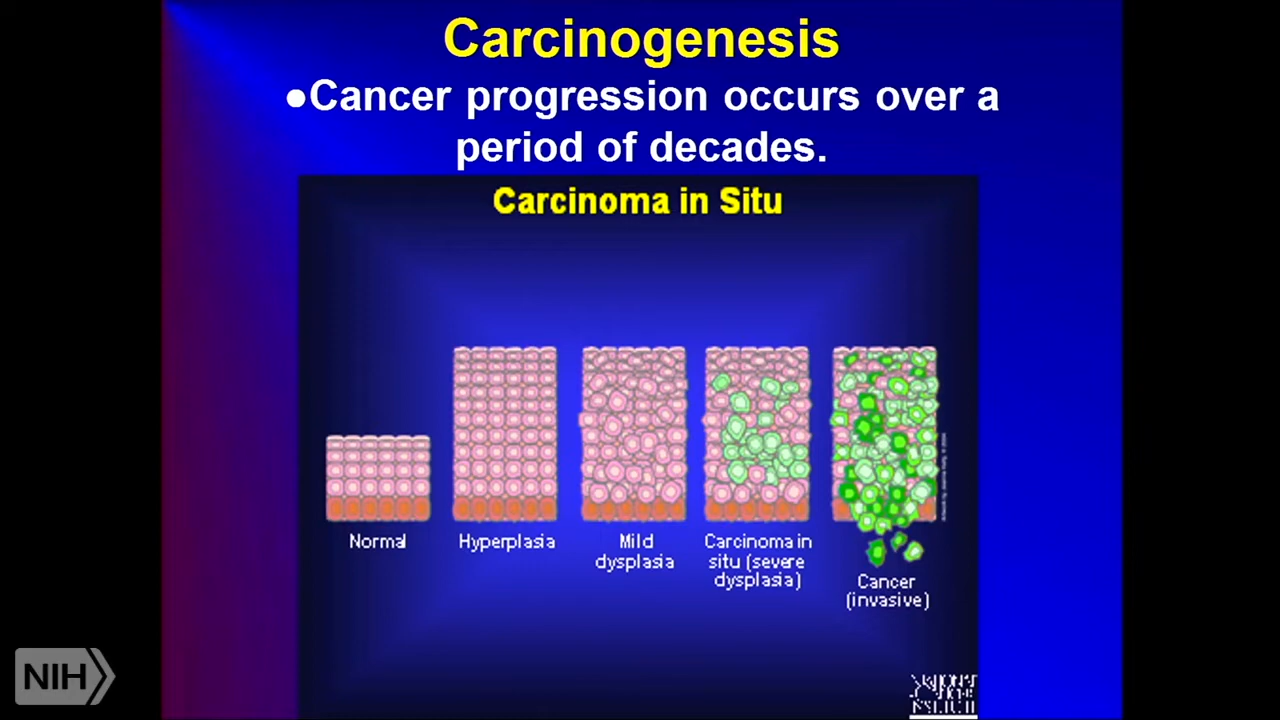 Carcinogenesis
●Cancer progression occurs over a
period of decades.
Carcinoma in Situ
Normal
Hyperplasia
Mild
dysplasia
Carcinoma in
situ (severe
dysplasia)
Cancer
(invasive)
NIH